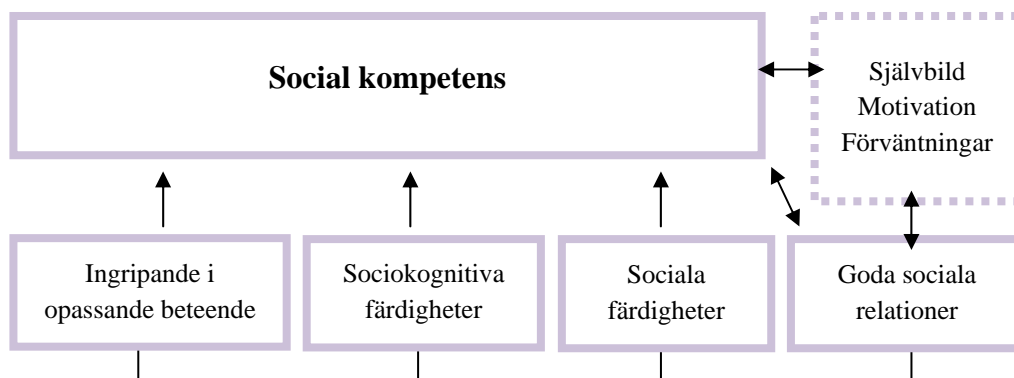 Social kompetens
Självbild
Motivation
Förväntningar
Ingripande i
opassande beteende
Sociokognitiva
färdigheter
Sociala
färdigheter
Goda sociala
relationer